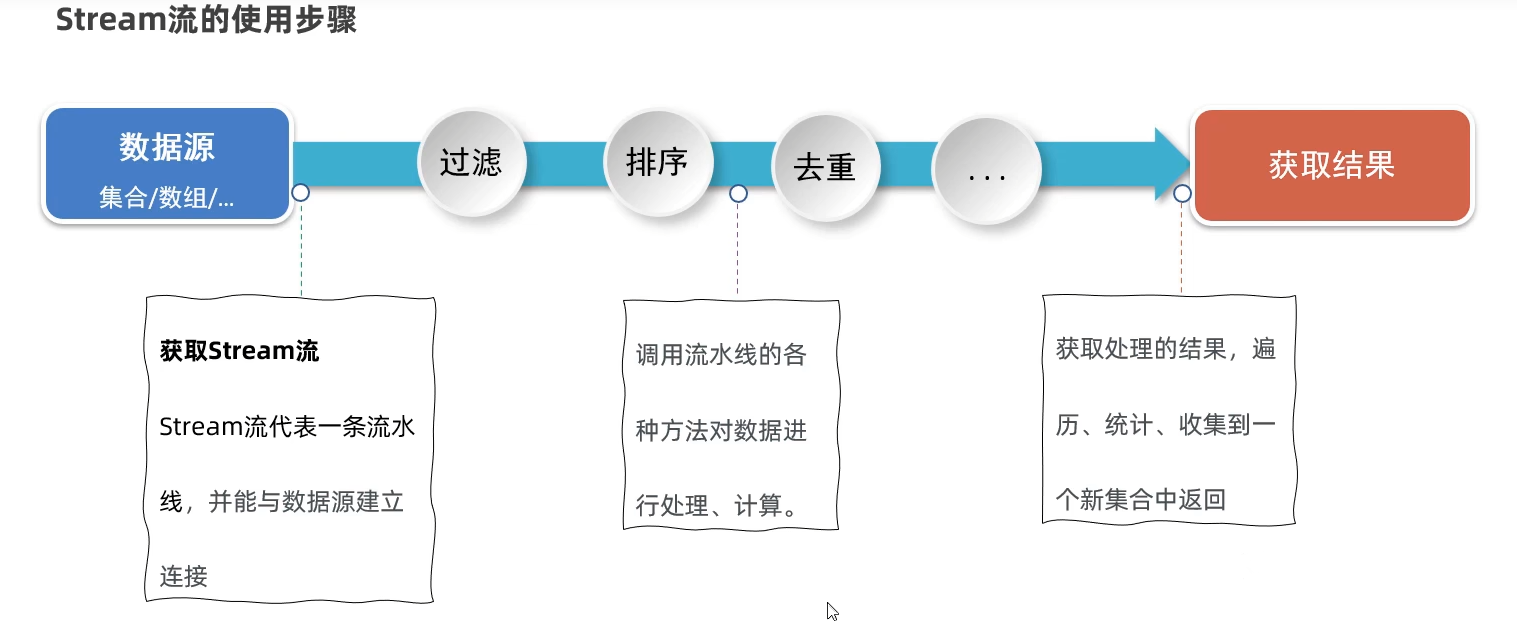 Stream流的使用步骤
数据源
集合/数组/...
过滤
排序
去重
...
获取结果
获取Stream流
Stream流代表一条流水
线，并能与数据源建立
连接
调用流水线的各
种方法对数据进
行处理、计算。
获取处理的结果，遍
历、统计、收集到一
个新集合中返回